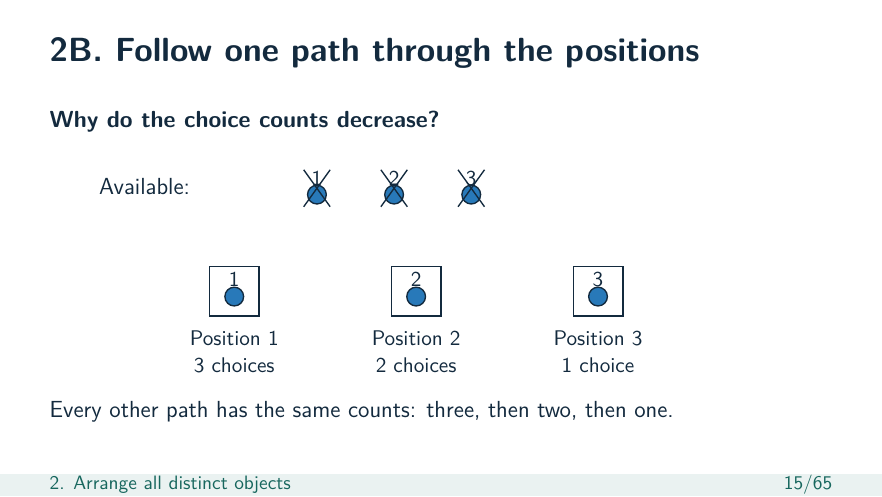 2B. Follow one path through the positions
Why do the choice counts decrease?
Available: 1 2 3
1 2 3
Position 1 Position 2 Position 3
3 choices 2 choices 1 choice
Every other path has the same counts: three, then two, then one.
2. Arrange all distinct objects 15/65